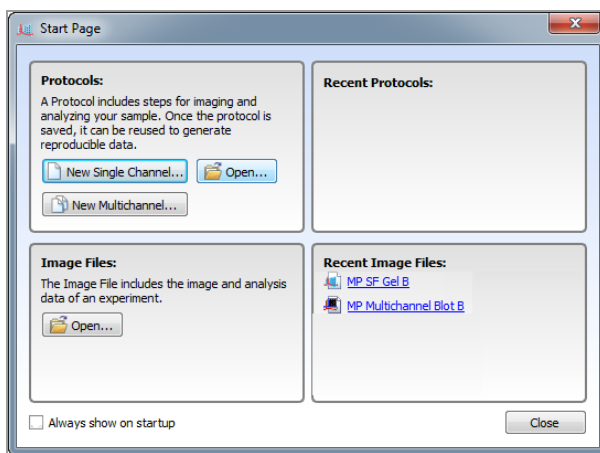 Start Page
Protocols:
A Protocol includes steps for imaging and
analyzing your sample. Once the protocol is
saved, it can be reused to generate
reproducible data.
New Single Channel...
Open...
New Multichannel...
Recent Protocols:
Image Files:
The Image File includes the image and analysis
data of an experiment.
Open...
Recent Image Files:
MP SF Gel B
MP Multichannel Blot B
Always show on startup
Close